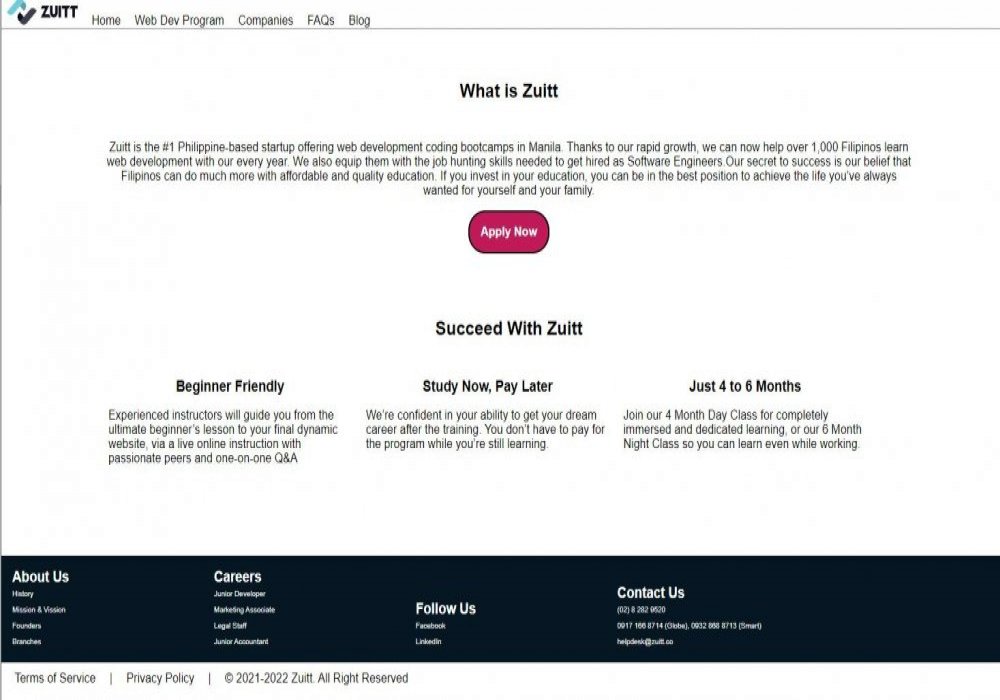 ZUITT
Home Web Dev Program Companies FAQs Blog
What is Zuitt
Zuitt is the #1 Philippine-based startup offering web development coding bootcamps in Manila. Thanks to our rapid growth, we can now help over 1,000 Filipinos learn
web development with our every year. We also equip them with the job hunting skills needed to get hired as Software Engineers.Our secret to success is our belief that
Filipinos can do much more with affordable and quality education. If you invest in your education, you can be in the best position to achieve the life you've always
wanted for yourself and your family.
Apply Now
Succeed With Zuitt
Beginner Friendly
Experienced instructors will guide you from the
ultimate beginner's lesson to your final dynamic
website, via a live online instruction with
passionate peers and one-on-one Q&A
Study Now, Pay Later
We're confident in your ability to get your dream
career after the training. You don't have to pay for
the program while you're still learning.
Just 4 to 6 Months
Join our 4 Month Day Class for completely
immersed and dedicated learning, or our 6 Month
Night Class so you can learn even while working.
About Us
History
Mission & Vission
Founders
Branches
Careers
Junior Developer
Marketing Associate
Legal Staff
Junior Accountant
Follow Us
Facebook
LinkedIn
Contact Us
(02) 8 282 9520
0917 166 8714 (Globe), 0932 868 8713 (Smart)
helpdesk@zuitt.co
Terms of Service | Privacy Policy | © 2021-2022 Zuitt. All Right Reserved